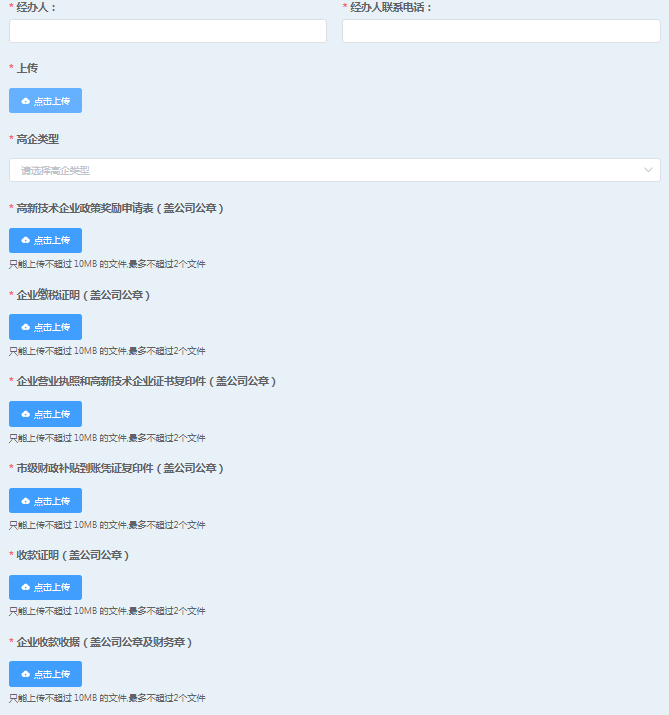 * 经办人：
* 经办人联系电话：
* 上传
点击上传
* 高企类型
请选择高企类型
* 高新技术企业政策奖励申请表（盖公司公章）
点击上传
只能上传不超过 10MB 的文件,最多不超过2个文件
* 企业缴税证明（盖公司公章）
点击上传
只能上传不超过 10MB 的文件,最多不超过2个文件
* 企业营业执照和高新技术企业证书复印件（盖公司公章）
点击上传
只能上传不超过 10MB 的文件,最多不超过2个文件
* 市级财政补贴到账凭证复印件（盖公司公章）
点击上传
只能上传不超过 10MB 的文件,最多不超过2个文件
* 收款证明（盖公司公章）
点击上传
只能上传不超过 10MB 的文件,最多不超过2个文件
* 企业收款收据（盖公司公章及财务章）
点击上传
只能上传不超过 10MB 的文件,最多不超过2个文件